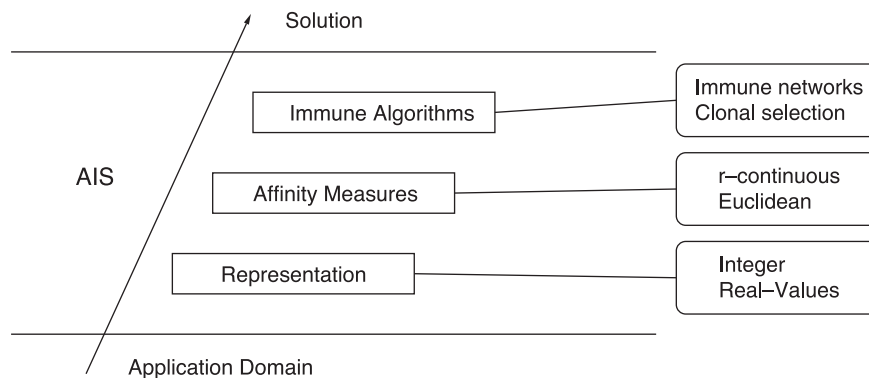 Solution
Immune Algorithms
Immune networks
Clonal selection
AIS
Affinity Measures
r–continuous
Euclidean
Representation
Integer
Real–Values
Application Domain